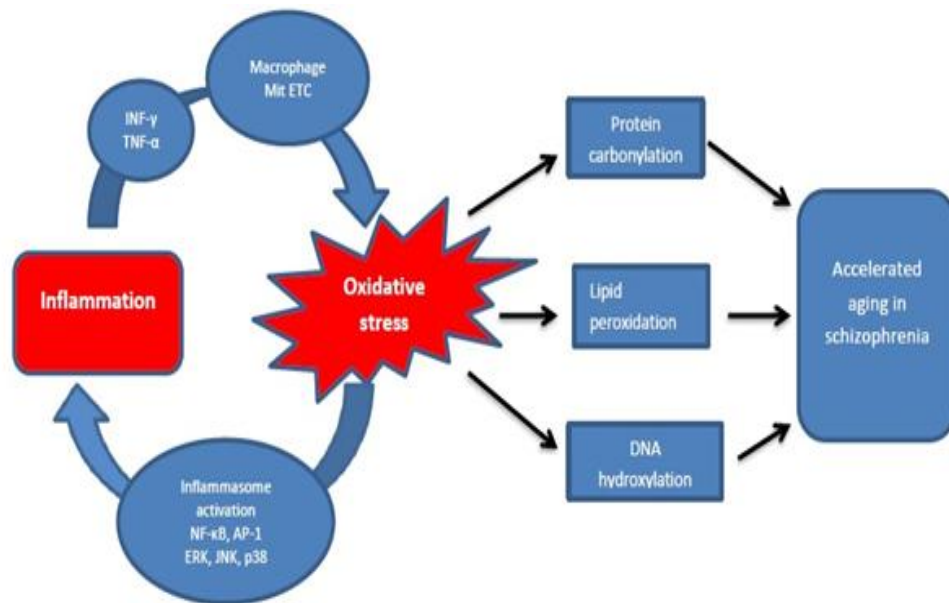 Macrophage
Mit ETC
INF-γ
TNF-α
Inflammation
Oxidative
stress
Inflammasome
activation
NF-κB, AP-1
ERK, JNK, p38
Protein
carbonylation
Lipid
peroxidation
DNA
hydroxylation
Accelerated
aging in
schizophrenia